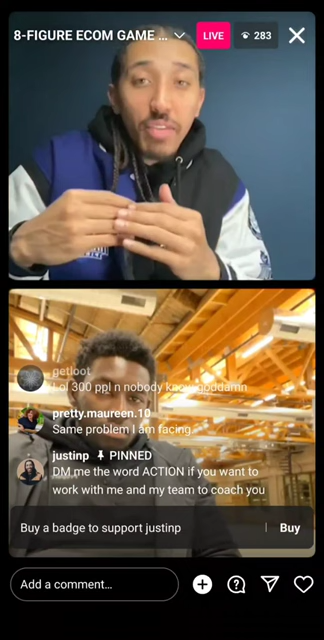 8-FIGURE ECOM GAME ...
LIVE
283
getloot
Lol 300 ppl n nobody know goddamn
pretty.maureen.10
Same problem I am facing
justinp PINNED
DM me the word ACTION if you want to
work with me and my team to coach you
Buy a badge to support justinp
Buy
Add a comment...